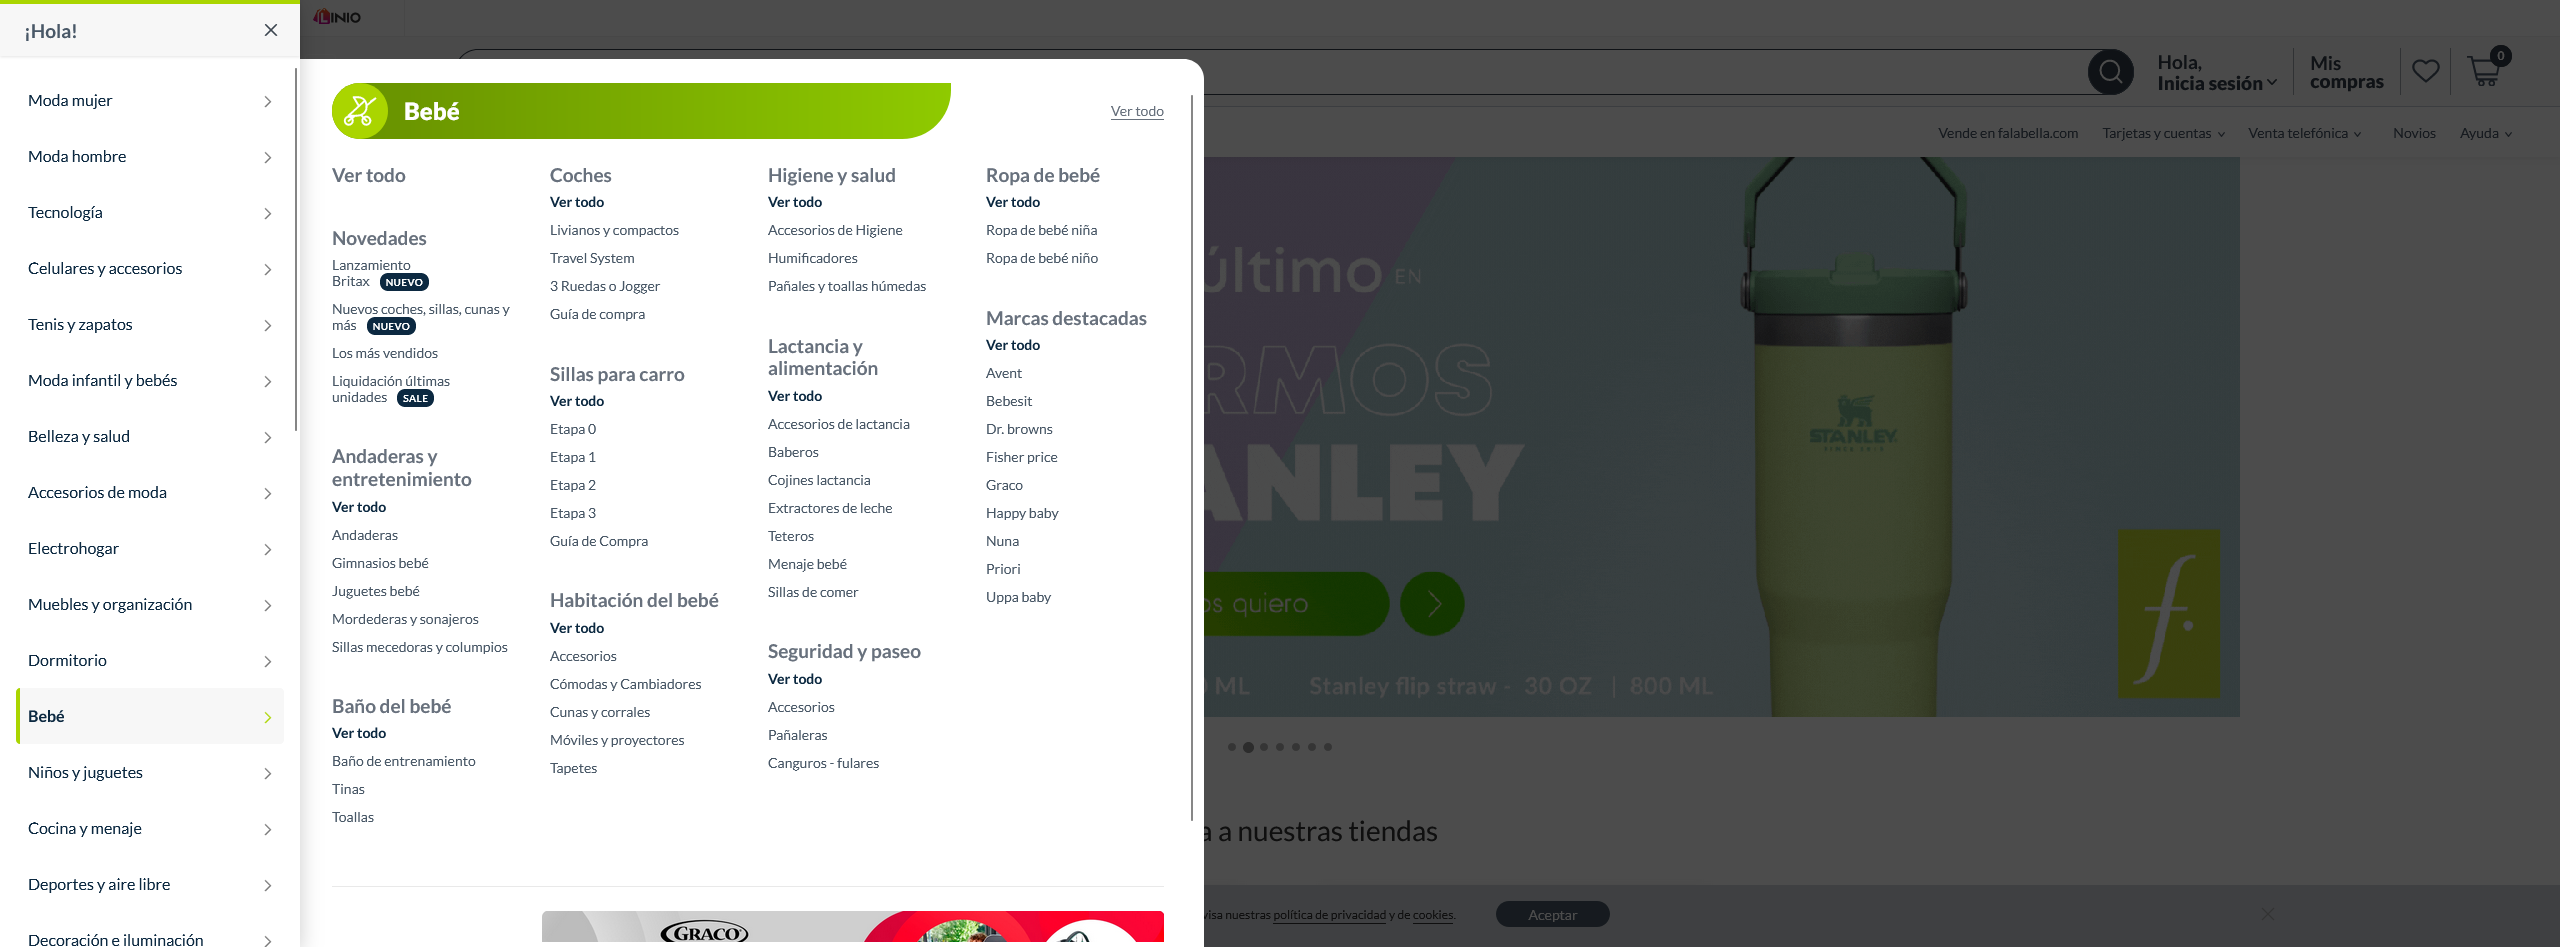 ¡Hola!
Moda mujer
Moda hombre
Tecnología
Celulares y accesorios
Tenis y zapatos
Moda infantil y bebés
Belleza y salud
Accesorios de moda
Electrohogar
Muebles y organización
Dormitorio
Bebé
Niños y juguetes
Cocina y menaje
Deportes y aire libre
Decoración e iluminación
LINIO
Bebé
Ver todo
Ver todo
Novedades
Lanzamiento
Britax NUEVO
Nuevos coches, sillas, cunas y
más NUEVO
Los más vendidos
Liquidación últimas
unidades SALE
Andaderas y
entretenimiento
Ver todo
Andaderas
Gimnasios bebé
Juguetes bebé
Mordederas y sonajeros
Sillas mecedoras y columpios
Baño del bebé
Ver todo
Baño de entrenamiento
Tinas
Toallas
Coches
Ver todo
Livianos y compactos
Travel System
3 Ruedas o Jogger
Guía de compra
Sillas para carro
Ver todo
Etapa 0
Etapa 1
Etapa 2
Etapa 3
Guía de Compra
Habitación del bebé
Ver todo
Accesorios
Cómodas y Cambiadores
Cunas y corrales
Móviles y proyectores
Tapetes
Higiene y salud
Ver todo
Accesorios de Higiene
Humificadores
Pañales y toallas húmedas
Lactancia y
alimentación
Ver todo
Accesorios de lactancia
Baberos
Cojines lactancia
Extractores de leche
Teteros
Menaje bebé
Sillas de comer
Seguridad y paseo
Ver todo
Accesorios
Pañaleras
Canguros - fulares
Ropa de bebé
Ver todo
Ropa de bebé niña
Ropa de bebé niño
Marcas destacadas
Ver todo
Avent
Bebesit
Dr. browns
Fisher price
Graco
Happy baby
Nuna
Priori
Uppa baby
GRACO
Hola,
Inicia sesión
Mis
compras
0
Vende en falabella.com Tarjetas y cuentas Venta telefónica Novios Ayuda
último EN
RMOS
ANLEY
os quiero
ML Stanley flip straw - 30 OZ | 800 ML
STANLEY
f.
a a nuestras tiendas
visa nuestras política de privacidad y de cookies.
Aceptar